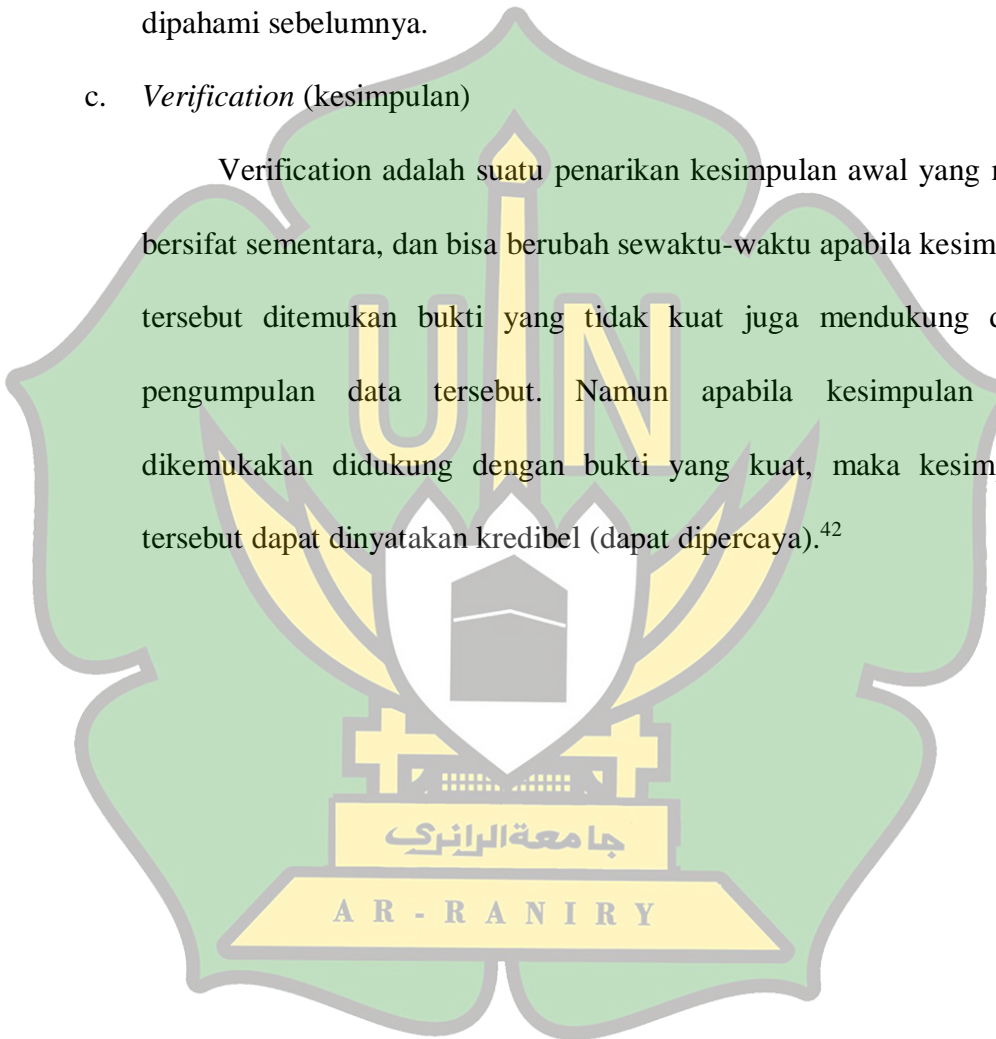 dipahami sebelumnya.
c. Verification (kesimpulan)
Verification adalah suatu penarikan kesimpulan awal yang
bersifat sementara, dan bisa berubah sewaktu-waktu apabila
tersebut ditemukan bukti yang tidak kuat juga mendukung
pengumpulan data tersebut. Namun apabila kesimpulan
dikemukakan didukung dengan bukti yang kuat, maka
tersebut dapat dinyatakan kredibel (dapat dipercaya).42
UIN
جامعةالرانري
AR-RANIRY